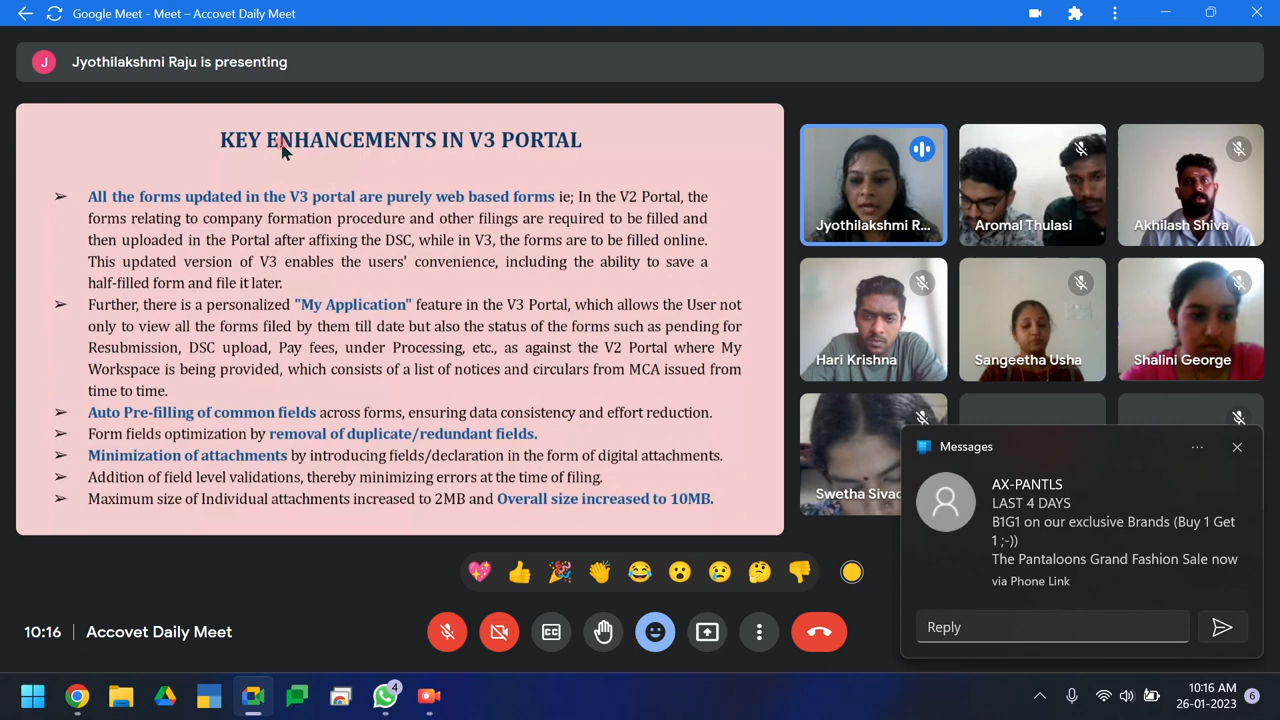 Google Meet - Meet – Accovet Daily Meet
J
Jyothilakshmi Raju is presenting
KEY ENHANCEMENTS IN V3 PORTAL
➢ All the forms updated in the V3 portal are purely web based forms ie; In the V2 Portal, the
forms relating to company formation procedure and other filings are required to be filled and
then uploaded in the Portal after affixing the DSC, while in V3, the forms are to be filled online.
This updated version of V3 enables the users' convenience, including the ability to save a
half-filled form and file it later.
➢ Further, there is a personalized "My Application" feature in the V3 Portal, which allows the User not
only to view all the forms filed by them till date but also the status of the forms such as pending for
Resubmission, DSC upload, Pay fees, under Processing, etc., as against the V2 Portal where My
Workspace is being provided, which consists of a list of notices and circulars from MCA issued from
time to time.
➢ Auto Pre-filling of common fields across forms, ensuring data consistency and effort reduction.
➢ Form fields optimization by removal of duplicate/redundant fields.
➢ Minimization of attachments by introducing fields/declaration in the form of digital attachments.
➢ Addition of field level validations, thereby minimizing errors at the time of filing.
➢ Maximum size of Individual attachments increased to 2MB and Overall size increased to 10MB.
Jyothilakshmi R...
Aromal Thulasi
Akhilash Shiva
Hari Krishna
Sangeetha Usha
Shalini George
Swetha Sivad
Messages
AX-PANTLS
LAST 4 DAYS
B1G1 on our exclusive Brands (Buy 1 Get
1 ;-))
The Pantaloons Grand Fashion Sale now
via Phone Link
Reply
10:16 | Accovet Daily Meet
4
10:16 AM
26-01-2023
6